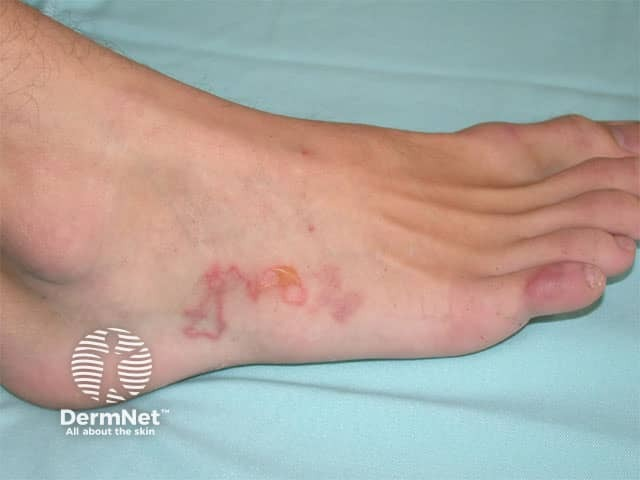 DermNet™
All about the skin